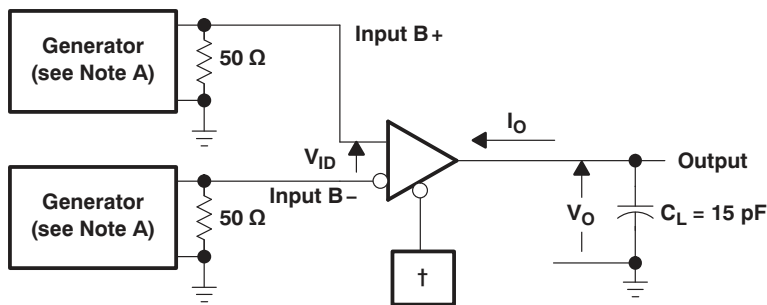 Generator
(see Note A)
50 Ω
Input B+
V_ID
I_O
Output
Generator
(see Note A)
50 Ω
Input B−
V_O
C_L = 15 pF
†